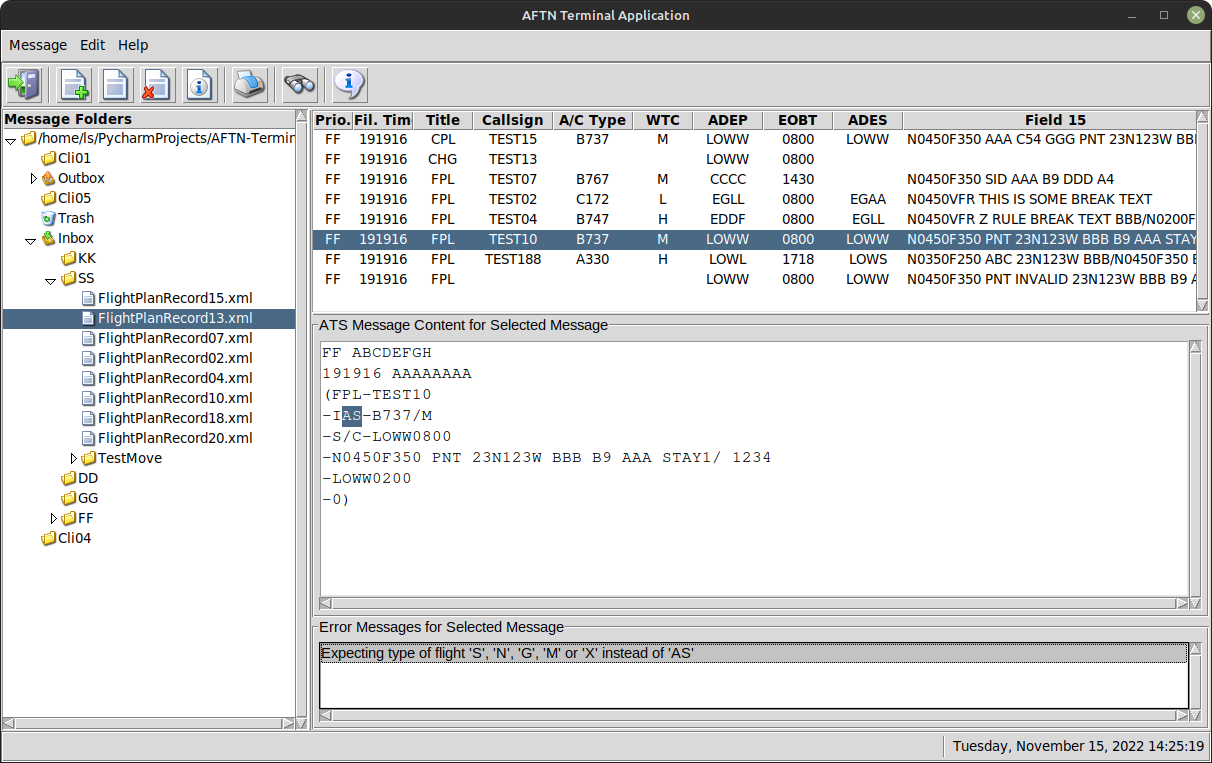 AFTN Terminal Application
Message Edit Help
Message Folders
/home/ls/PycharmProjects/AFTN-Termin
Cli01
Outbox
Cli05
Trash
Inbox
KK
SS
FlightPlanRecord15.xml
FlightPlanRecord13.xml
FlightPlanRecord07.xml
FlightPlanRecord02.xml
FlightPlanRecord04.xml
FlightPlanRecord10.xml
FlightPlanRecord18.xml
FlightPlanRecord20.xml
TestMove
DD
GG
FF
Cli04
Prio. Fil. Tim Title Callsign A/C Type WTC ADEP EOBT ADES Field 15
FF 191916 CPL TEST15 B737 M LOWW 0800 LOWW N0450F350 AAA C54 GGG PNT 23N123W BBI
FF 191916 CHG TEST13 LOWW 0800
FF 191916 FPL TEST07 B767 M CCCC 1430 N0450F350 SID AAA B9 DDD A4
FF 191916 FPL TEST02 C172 L EGLL 0800 EGAA N0450VFR THIS IS SOME BREAK TEXT
FF 191916 FPL TEST04 B747 H EDDF 0800 EGLL N0450VFR Z RULE BREAK TEXT BBB/N0200F
FF 191916 FPL TEST10 B737 M LOWW 0800 LOWW N0450F350 PNT 23N123W BBB B9 AAA STAY
FF 191916 FPL TEST188 A330 H LOWL 1718 LOWS N0350F250 ABC 23N123W BBB/N0450F350
FF 191916 FPL LOWW 0800 LOWW N0450F350 PNT INVALID 23N123W BBB B9
ATS Message Content for Selected Message
FF ABCDEFGH
191916 AAAAAAAA
(FPL-TEST10
-IAS-B737/M
-S/C-LOWW0800
-N0450F350 PNT 23N123W BBB B9 AAA STAY1/ 1234
-LOWW0200
-0)
Error Messages for Selected Message
Expecting type of flight 'S', 'N', 'G', 'M' or 'X' instead of 'AS'
Tuesday, November 15, 2022 14:25:19